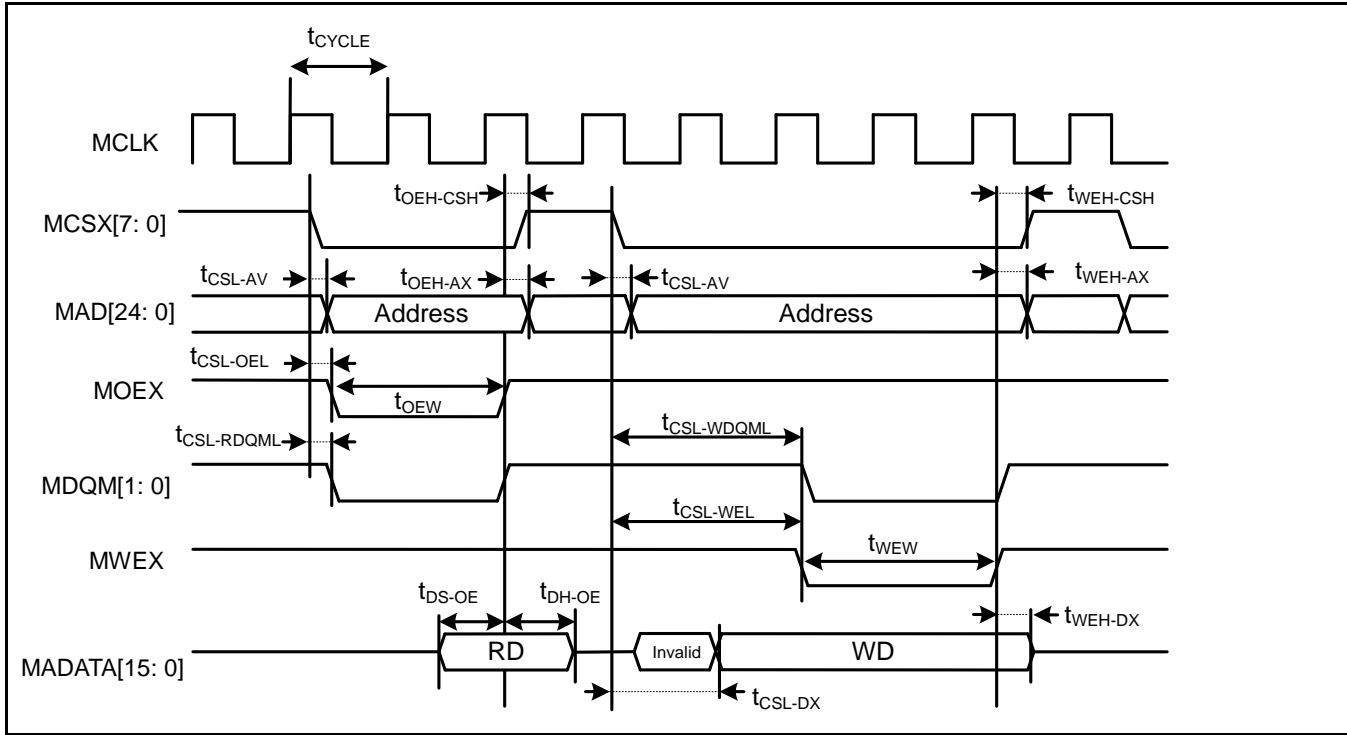 tCYCLE
MCLK
tOEH-CSH
tWEH-CSH
MCSX[7: 0]
tCSL-AV
tOEH-AX
tCSL-AV
tWEH-AX
MAD[24: 0]
Address
Address
tCSL-OEL
MOEX
tOEW
tCSL-RDQML
tCSL-WDQML
MDQM[1: 0]
tCSL-WEL
MWEX
tWEW
tDS-OE
tDH-OE
tWEH-DX
MADATA[15: 0]
RD
Invalid
WD
tCSL-DX